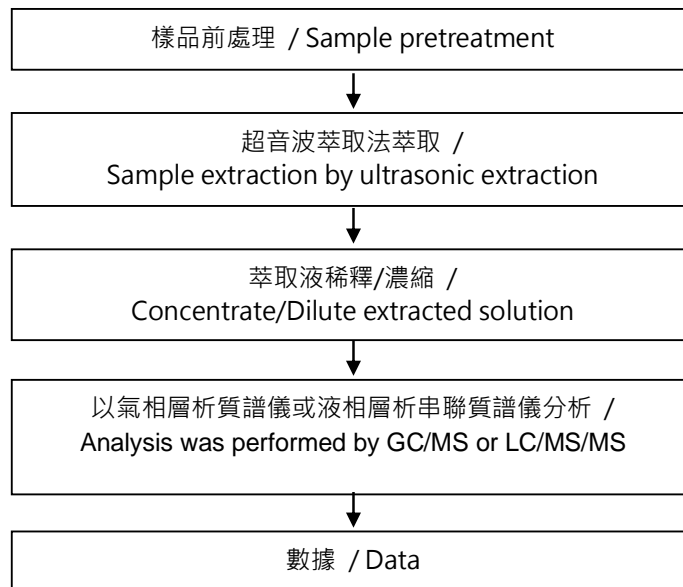 樣品前處理 / Sample pretreatment
超音波萃取法萃取 /
Sample extraction by ultrasonic extraction
萃取液稀釋/濃縮 /
Concentrate/Dilute extracted solution
以氣相層析質譜儀或液相層析串聯質譜儀分析 /
Analysis was performed by GC/MS or LC/MS/MS
數據 / Data